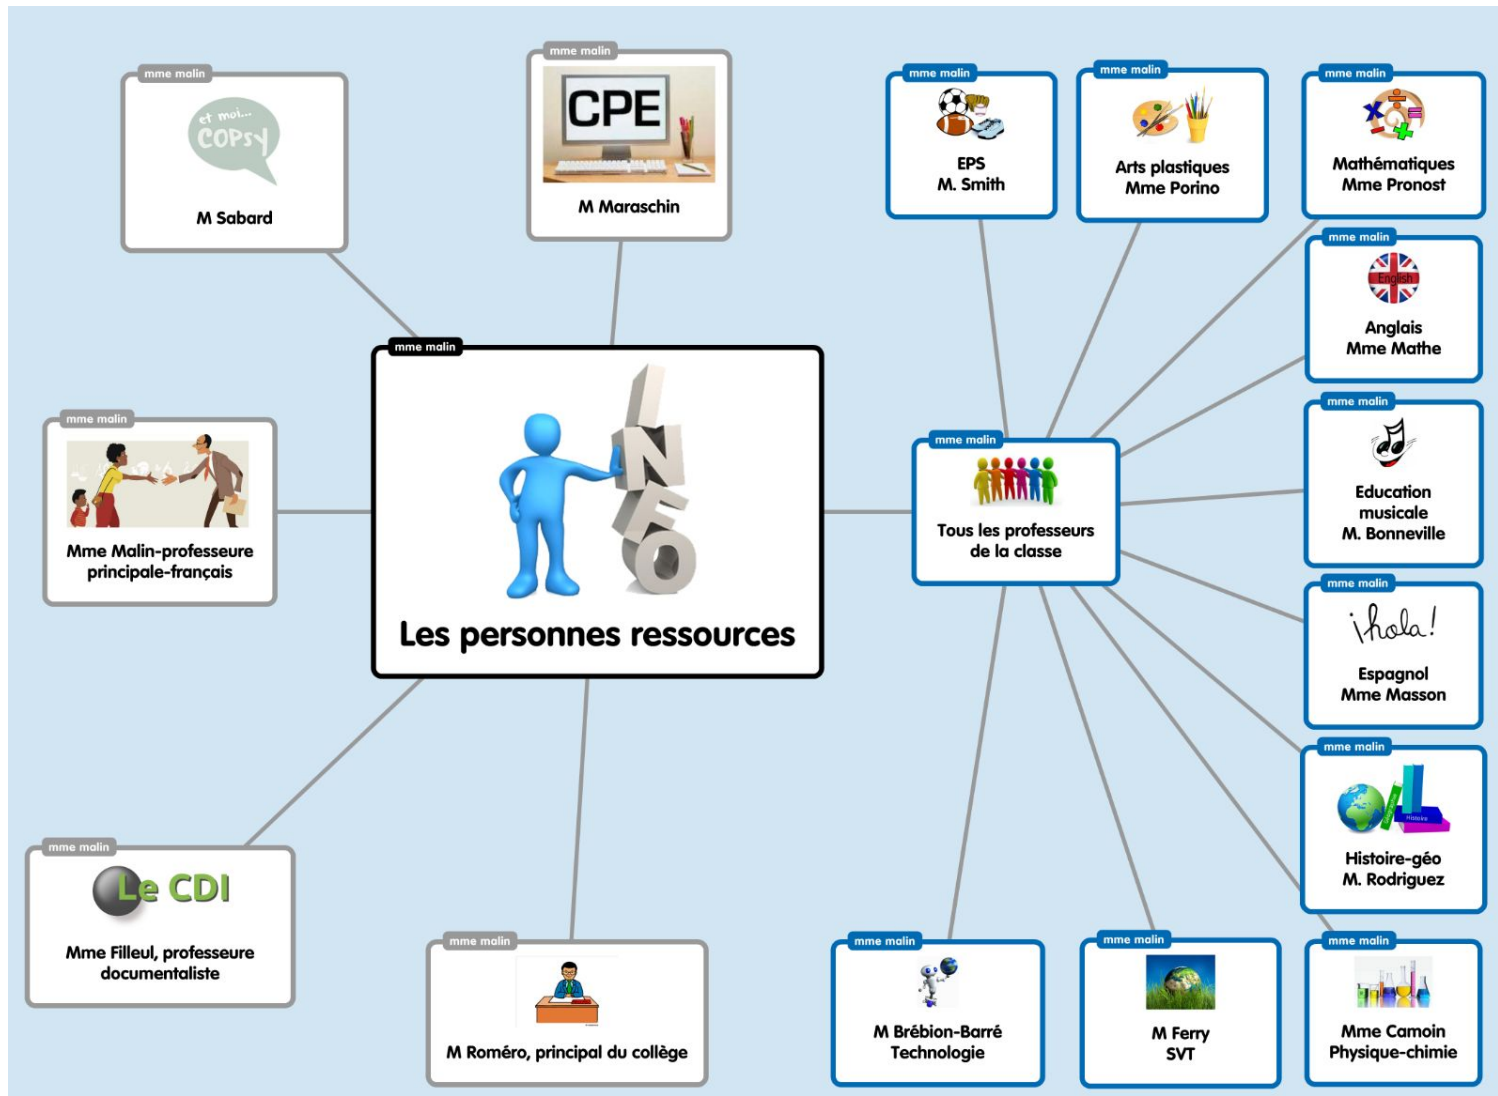 mme malin
et moi...
COPSY
M Sabard
mme malin
CPE
M Maraschin
mme malin
EPS
M. Smith
mme malin
Arts plastiques
Mme Porino
mme malin
Mathématiques
Mme Pronost
mme malin
English
Anglais
Mme Mathe
mme malin
INFO
Les personnes ressources
mme malin
Mme Malin-professeure
principale-français
mme malin
Tous les professeurs
de la classe
mme malin
Education
musicale
M. Bonneville
mme malin
¡hola!
Espagnol
Mme Masson
mme malin
Histoire
Histoire-géo
M. Rodriguez
mme malin
Le CDI
Mme Filleul, professeure
documentaliste
mme malin
M Roméro, principal du collège
mme malin
M Brébion-Barré
Technologie
mme malin
M Ferry
SVT
mme malin
Mme Camoin
Physique-chimie